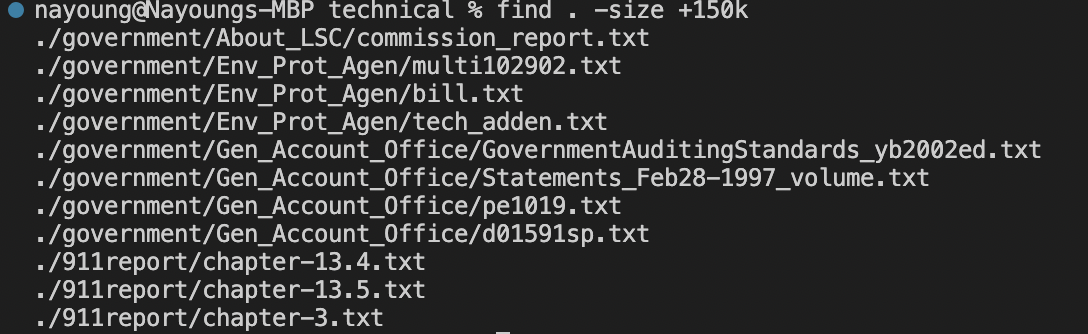 nayoung@Nayoungs-MBP technical % find . -size +150k
./government/About_LSC/commission_report.txt
./government/Env_Prot_Agen/multi102902.txt
./government/Env_Prot_Agen/bill.txt
./government/Env_Prot_Agen/tech_adden.txt
./government/Gen_Account_Office/GovernmentAuditingStandards_yb2002ed.txt
./government/Gen_Account_Office/Statements_Feb28-1997_volume.txt
./government/Gen_Account_Office/pe1019.txt
./government/Gen_Account_Office/d01591sp.txt
./911report/chapter-13.4.txt
./911report/chapter-13.5.txt
./911report/chapter-3.txt